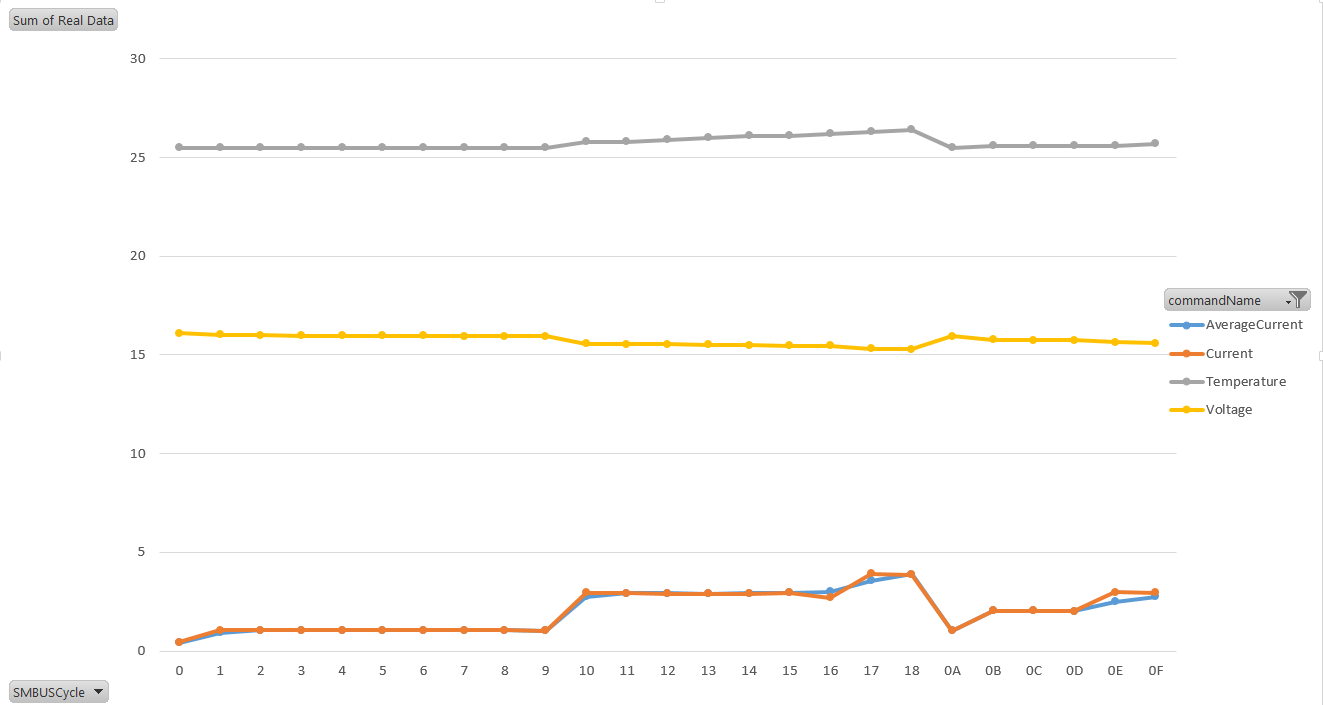 Sum of Real Data
30
25
20
15
10
5
0
0 1 2 3 4 5 6 7 8 9 10 11 12 13 14 15 16 17 18 0A 0B 0C 0D 0E 0F
commandName
AverageCurrent
Current
Temperature
Voltage
SMBUSCycle